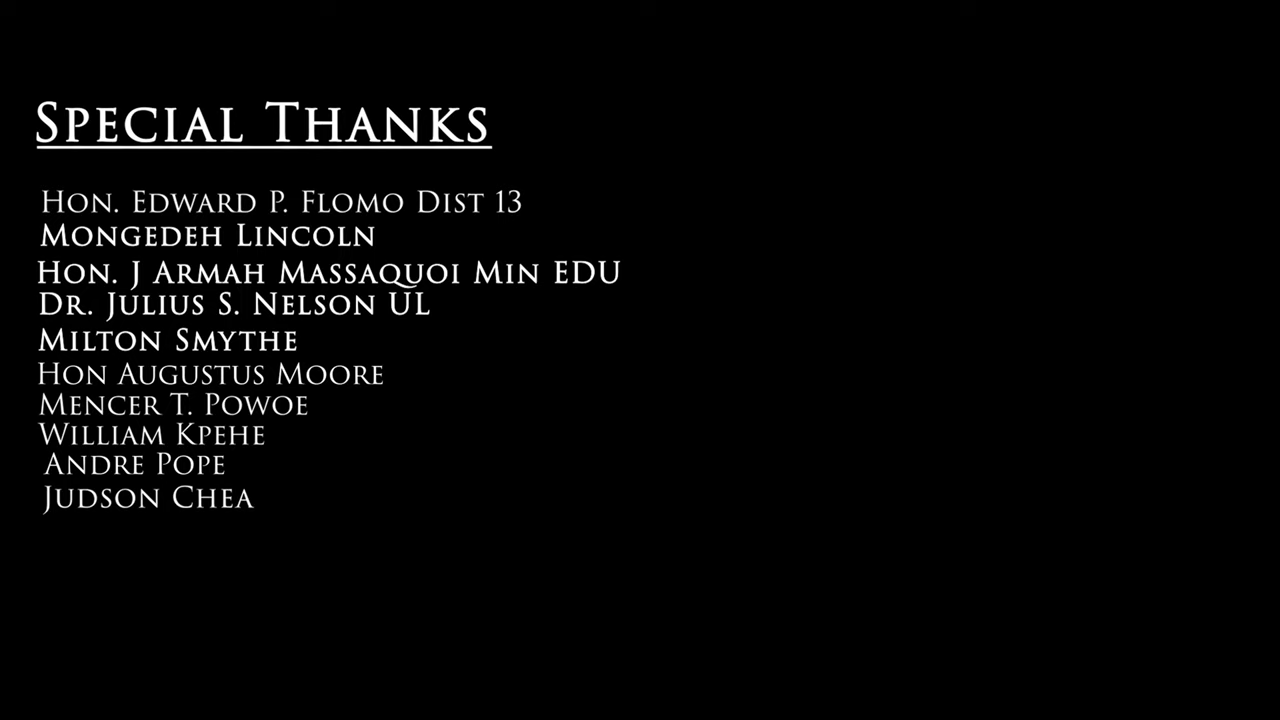 Special Thanks
Hon. Edward P. Flomo Dist 13
Mongedeh Lincoln
Hon. J Armah Massaquoi Min EDU
Dr. Julius S. Nelson UL
Milton Smythe
Hon Augustus Moore
Mencer T. Powoe
William Kpehe
Andre Pope
Judson Chea